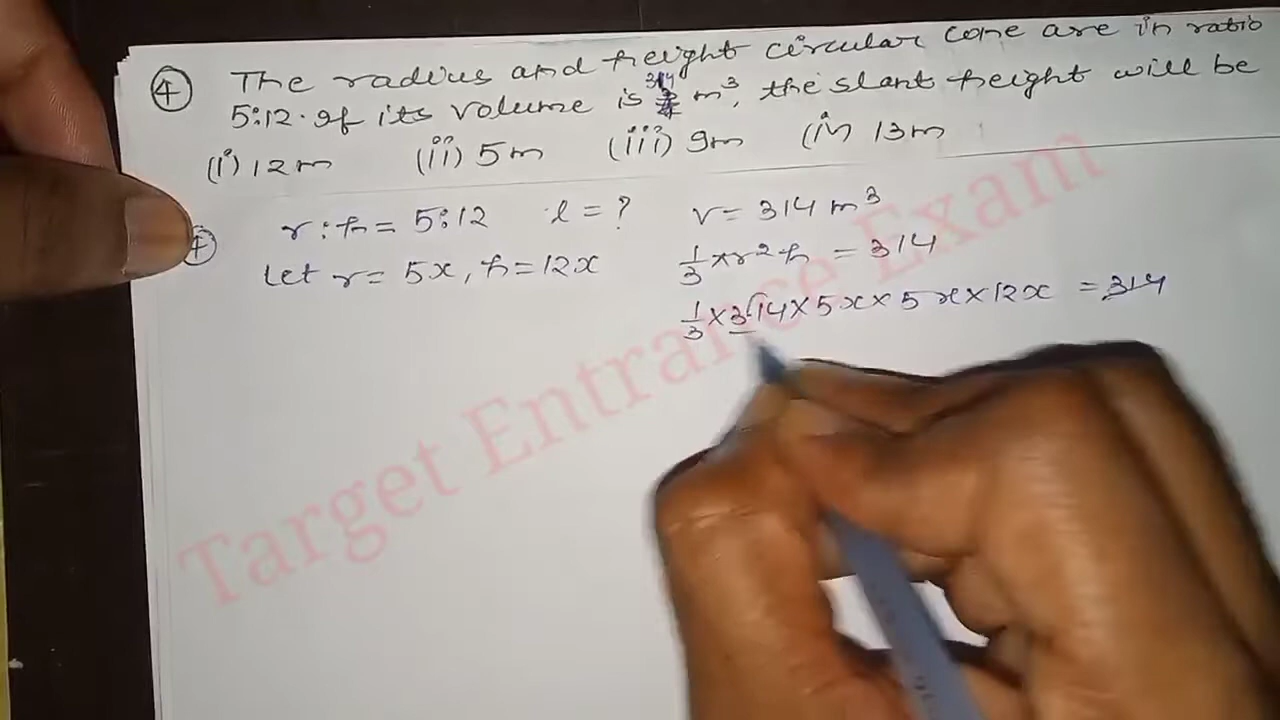 ④ The radius and height circular cone are in ratio
5:12. If its volume is 314 m³, the slant height will be
(i) 12m (ii) 5m (iii) 9m (iv) 13m
r:h = 5:12 l = ? V = 314 m³
Let r = 5x, h = 12x 1/3 πr²h = 314
1/3 × 3.14 × 5x × 5x × 12x = 314
Target Entrance Exam